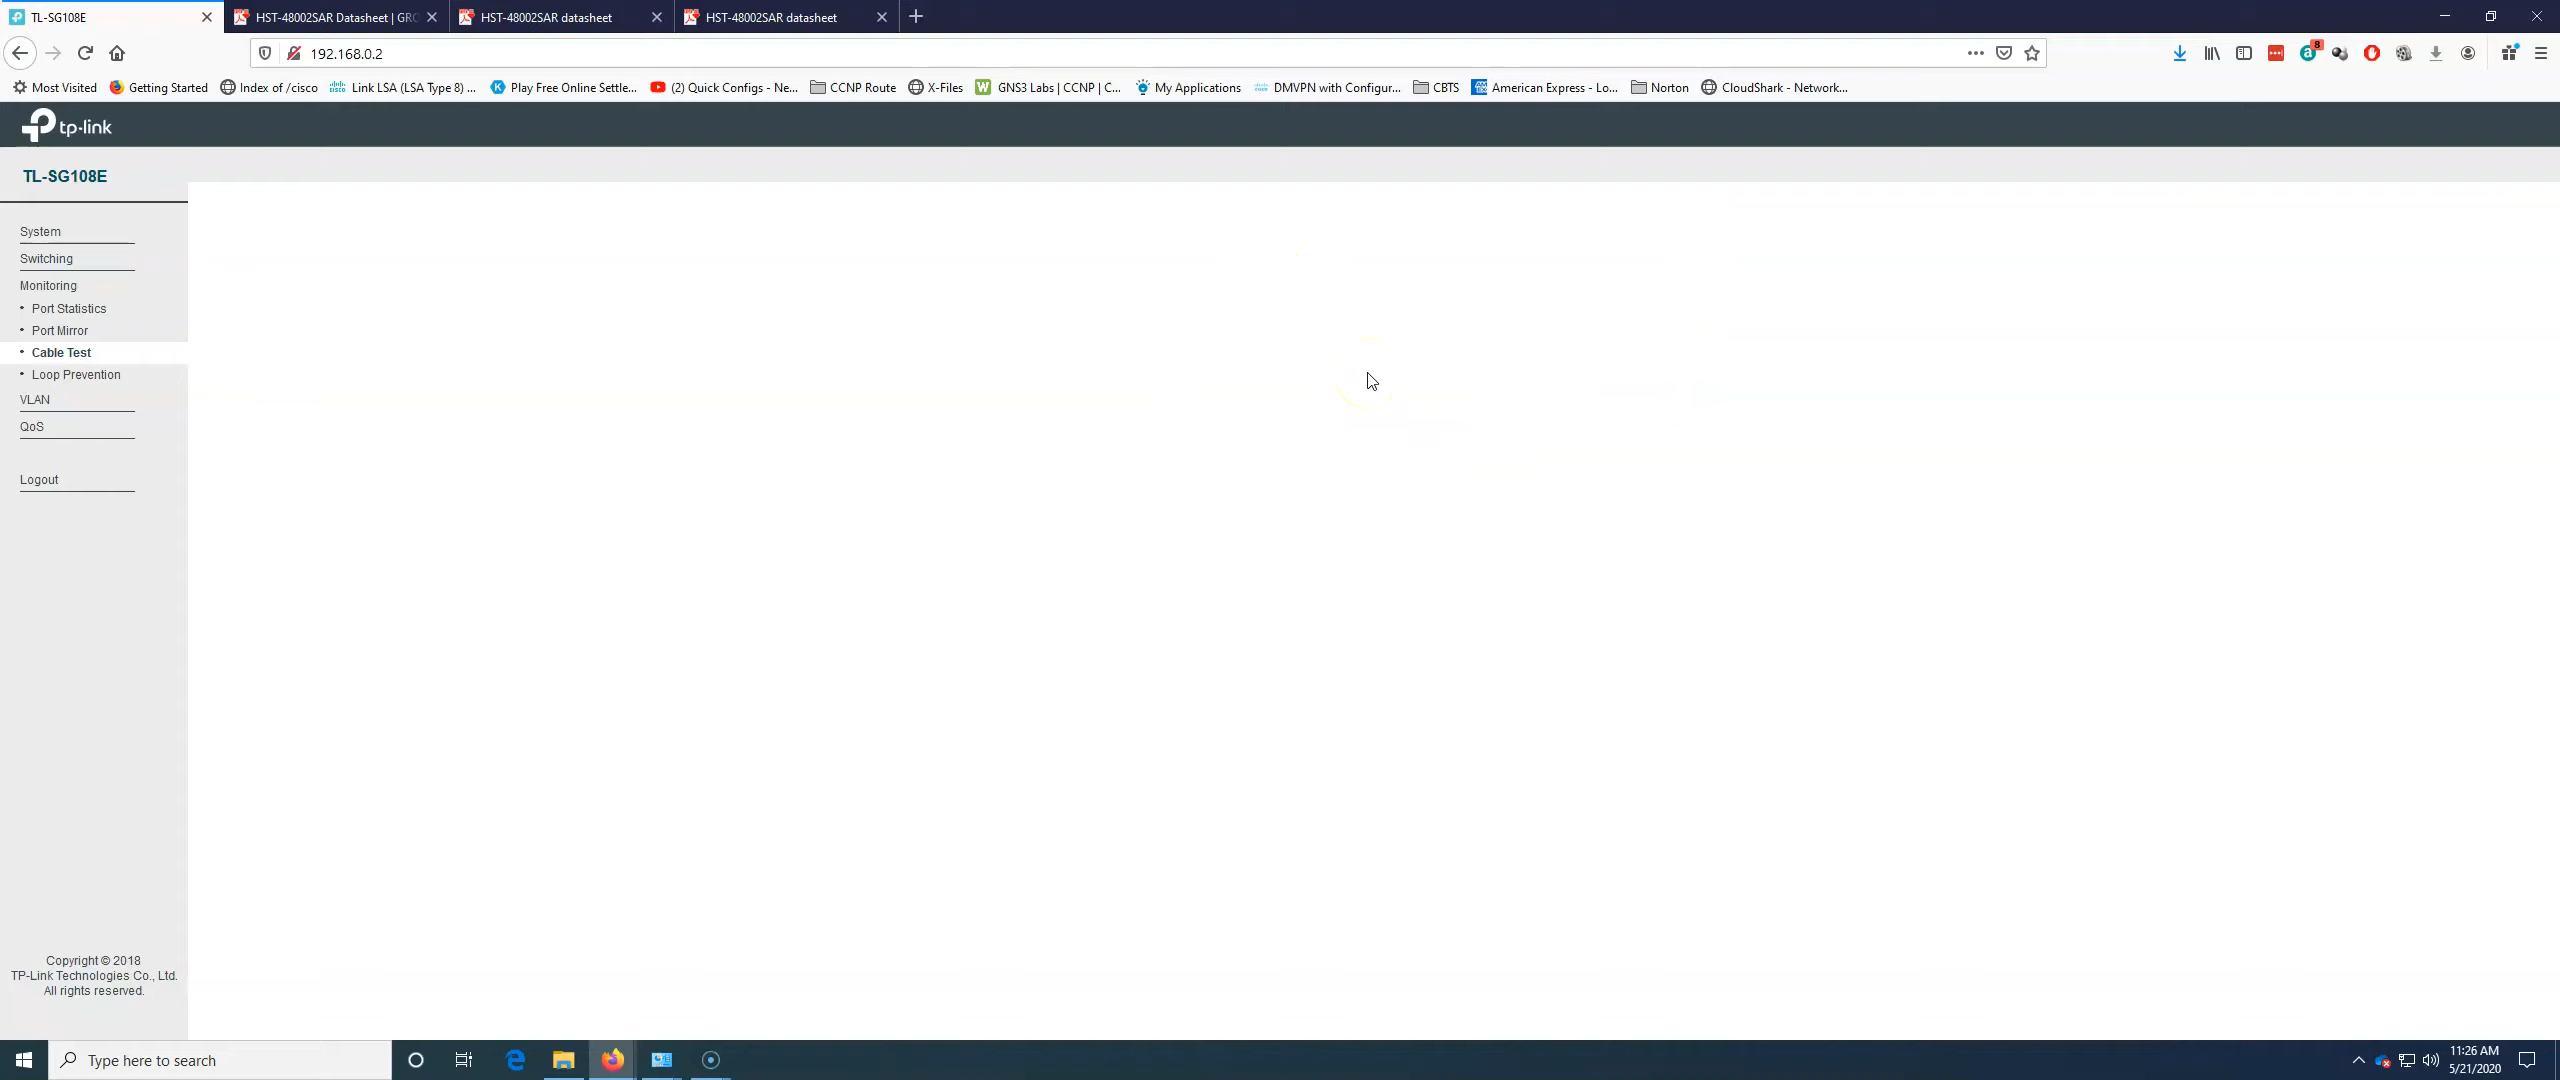 TL-SG108E
HST-48002SAR Datasheet | GRO
HST-48002SAR datasheet
HST-48002SAR datasheet
192.168.0.2
8
Most Visited
Getting Started
Index of /cisco
Link LSA (LSA Type 8) ...
Play Free Online Settle...
(2) Quick Configs - Ne...
CCNP Route
X-Files
GNS3 Labs | CCNP | C...
My Applications
DMVPN with Configur...
CBTS
American Express - Lo...
Norton
CloudShark - Network...
tp-link
TL-SG108E
System
Switching
Monitoring
• Port Statistics
• Port Mirror
• Cable Test
• Loop Prevention
VLAN
QoS
Logout
Copyright © 2018
TP-Link Technologies Co., Ltd.
All rights reserved.
Type here to search
11:26 AM
5/21/2020